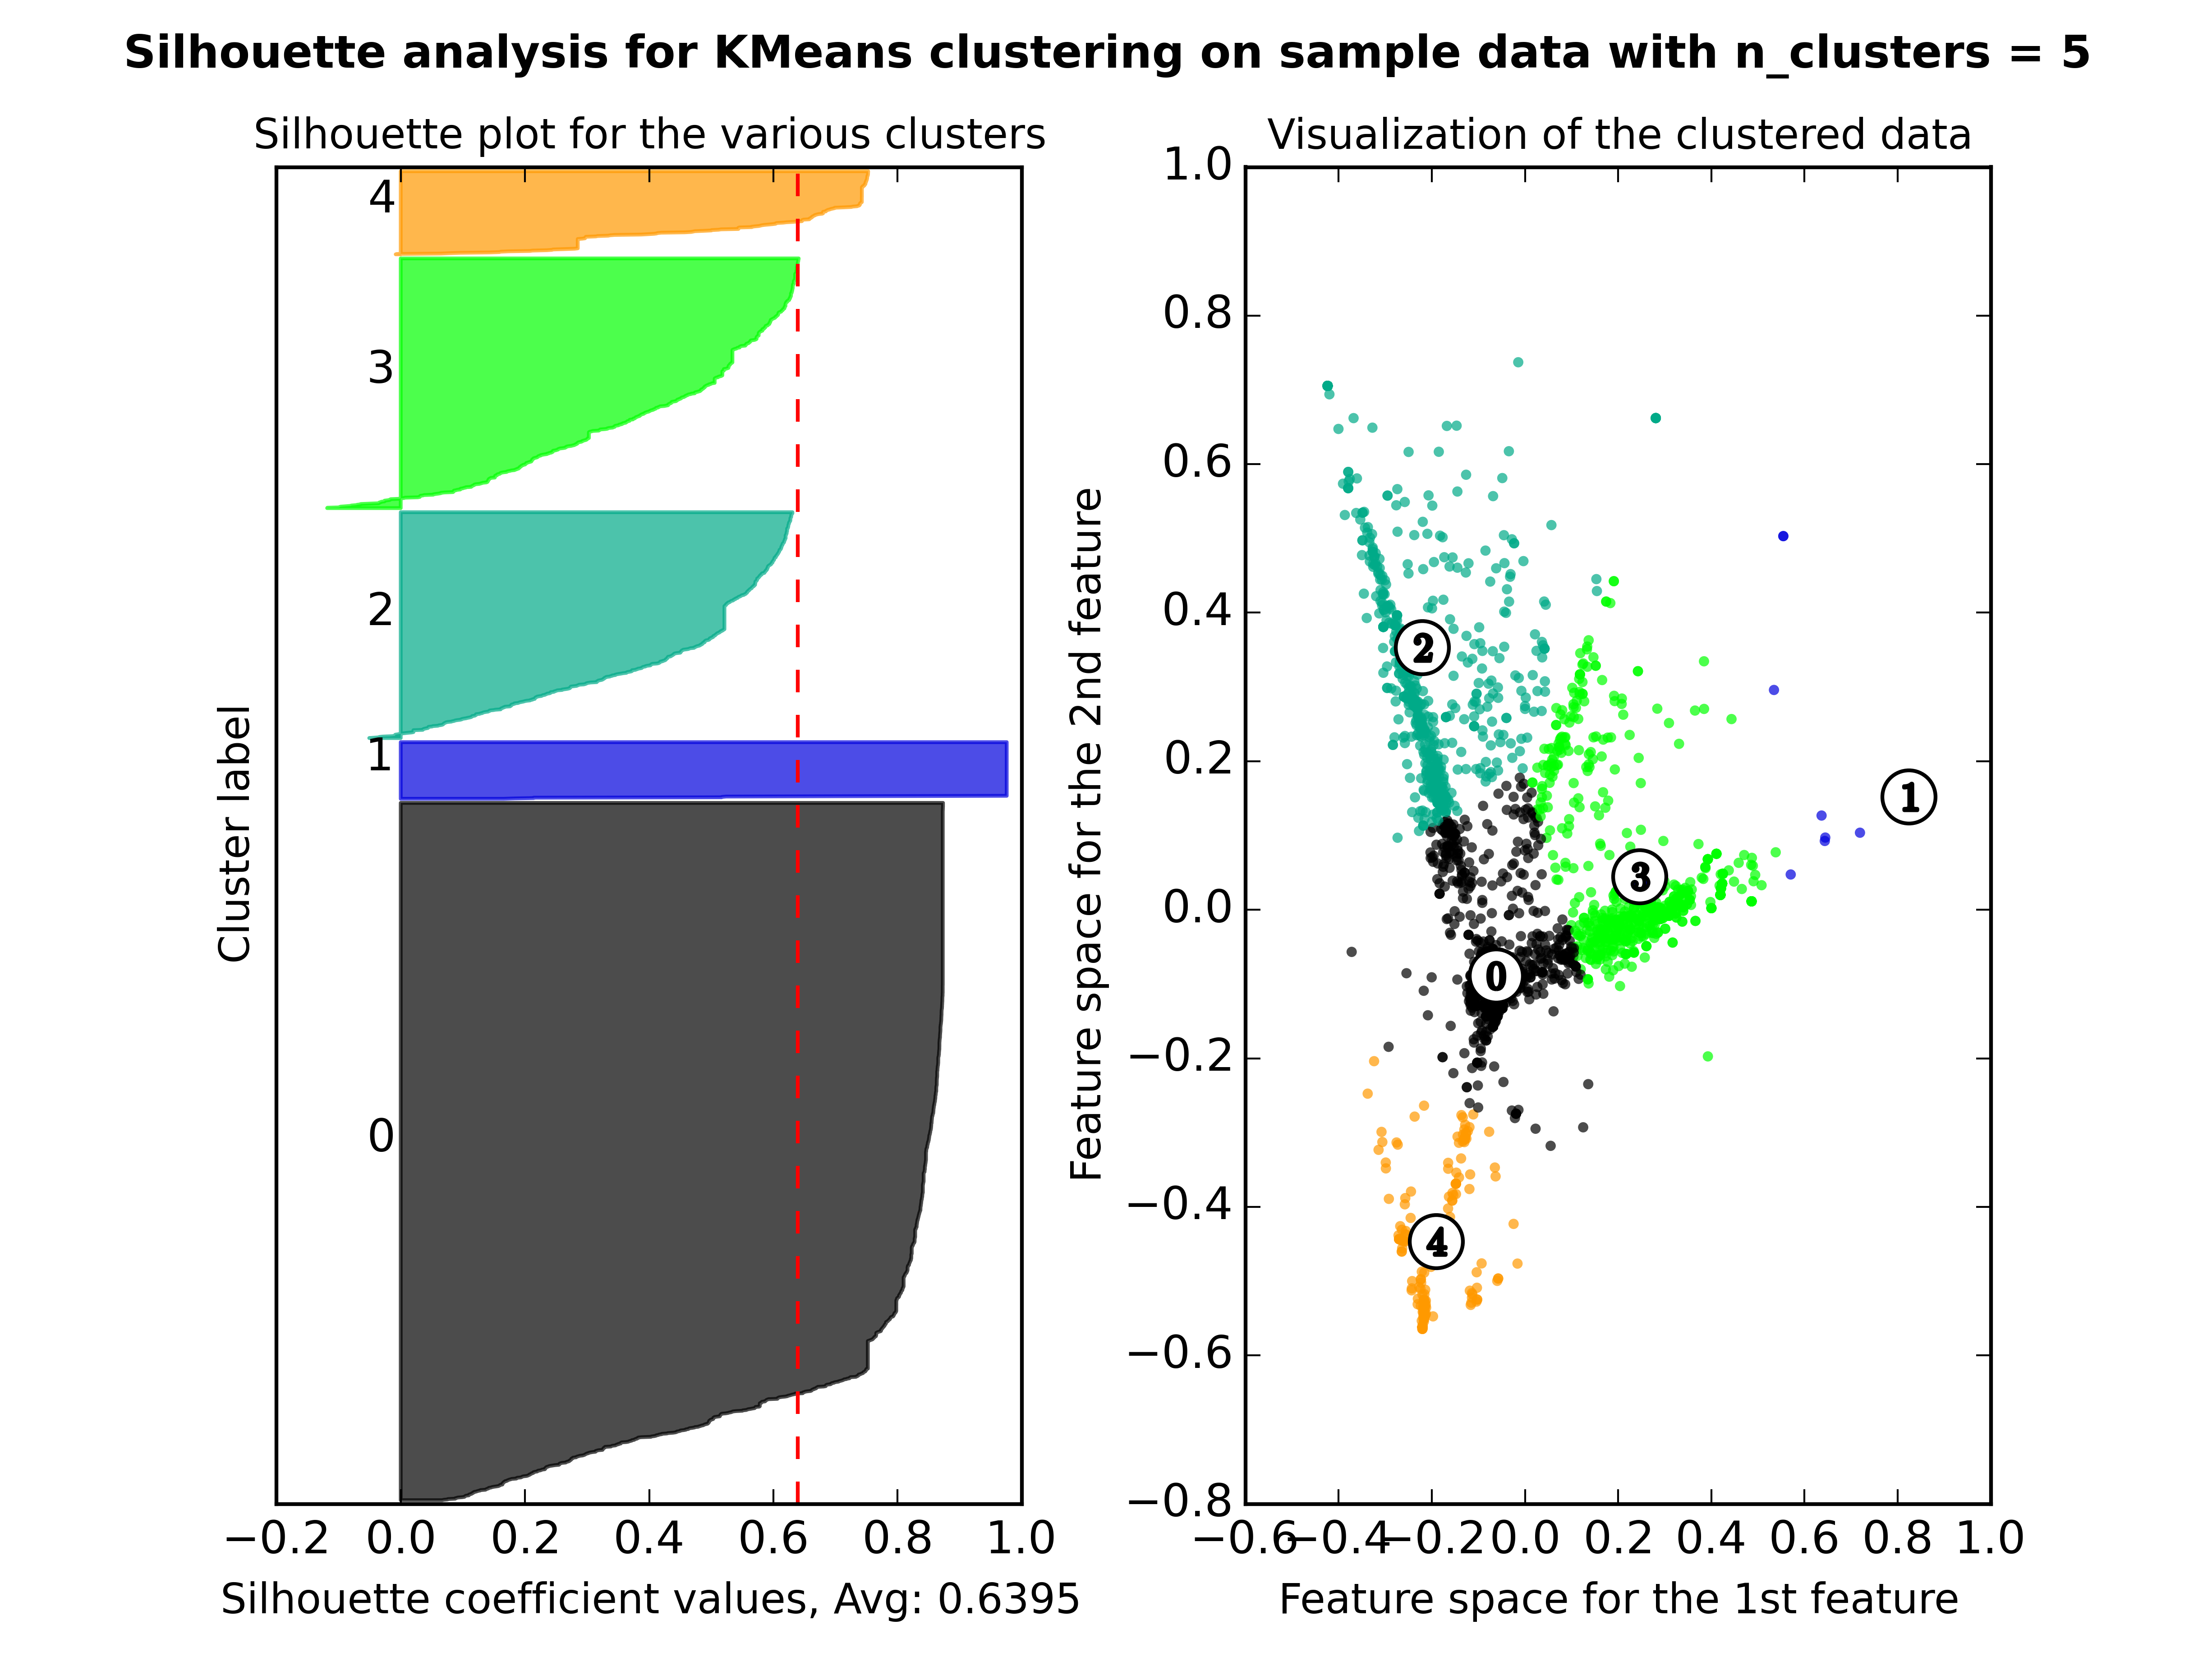 Silhouette analysis for KMeans clustering on sample data with n_clusters = 5
Silhouette plot for the various clusters
4
3
2
1
0
Cluster label
−0.2 0.0 0.2 0.4 0.6 0.8 1.0
Silhouette coefficient values, Avg: 0.6395
Visualization of the clustered data
1.0
0.8
0.6
0.4
0.2
0.0
−0.2
−0.4
−0.6
−0.8
Feature space for the 2nd feature
2
1
3
0
4
−0.6 −0.4 −0.2 0.0 0.2 0.4 0.6 0.8 1.0
Feature space for the 1st feature